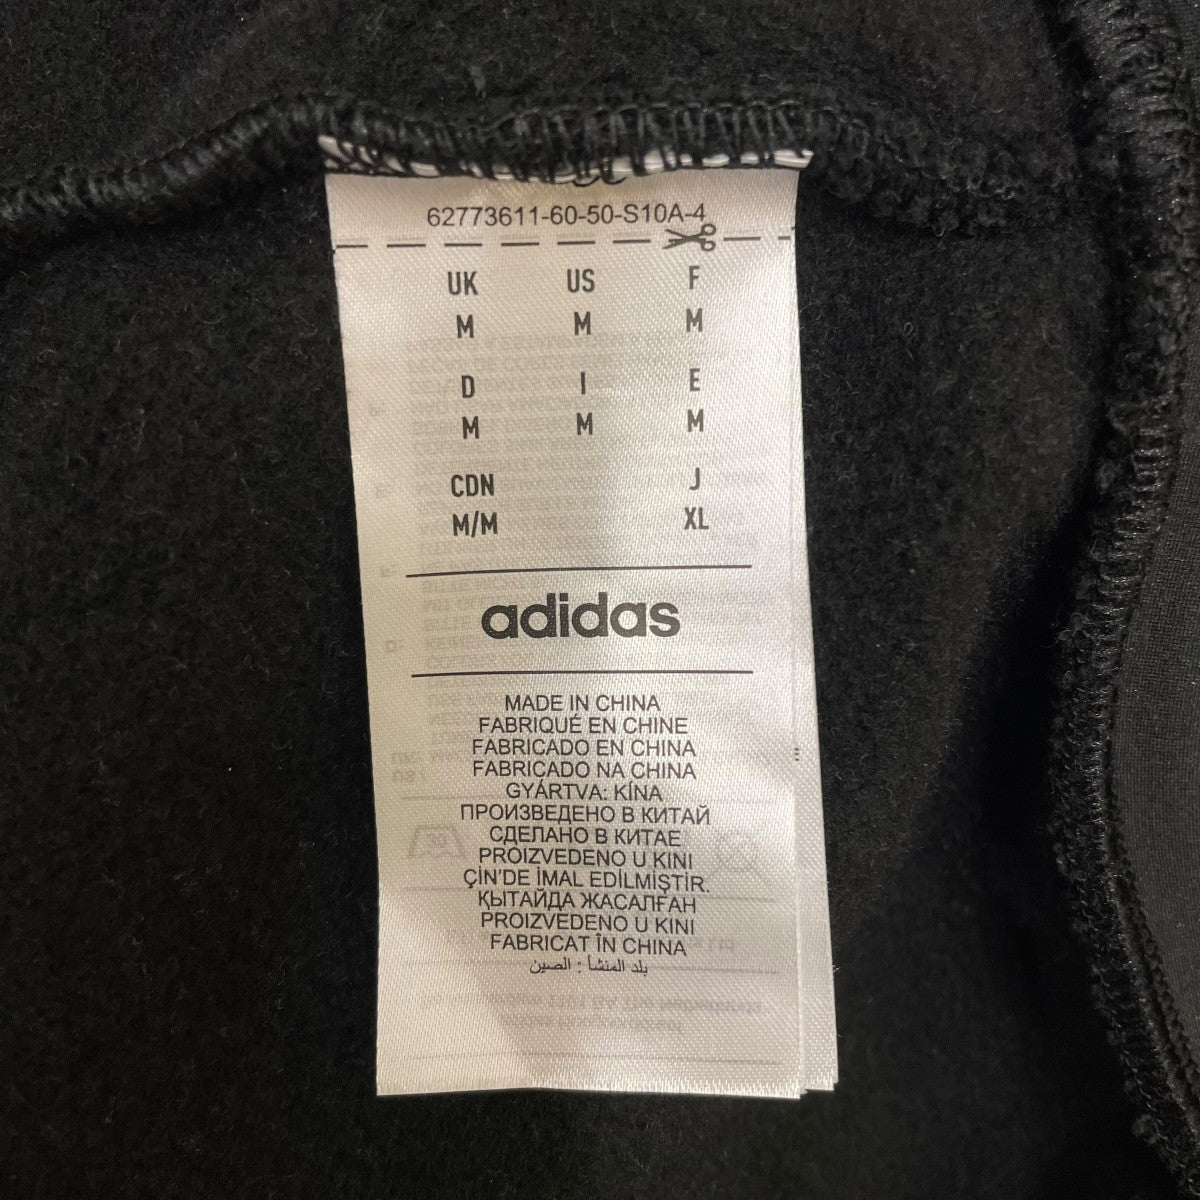 62773611-60-50-S10A-4
UK US F
M M M
D I E
M M M
CDN J
M/M XL
adidas
MADE IN CHINA
FABRIQUÉ EN CHINE
FABRICADO EN CHINA
FABRICADO NA CHINA
GYÁRTVA: KÍNA
ПРОИЗВЕДЕНО В КИТАЙ
СДЕЛАНО В КИТАЕ
PROIZVEDENO U KINI
ÇİN'DE İMAL EDİLMİŞTİR.
ҚЫТАЙДА ЖАСАЛҒАН
PROIZVEDENO U KINI
FABRICAT ÎN CHINA
بلد المنشأ : الصين